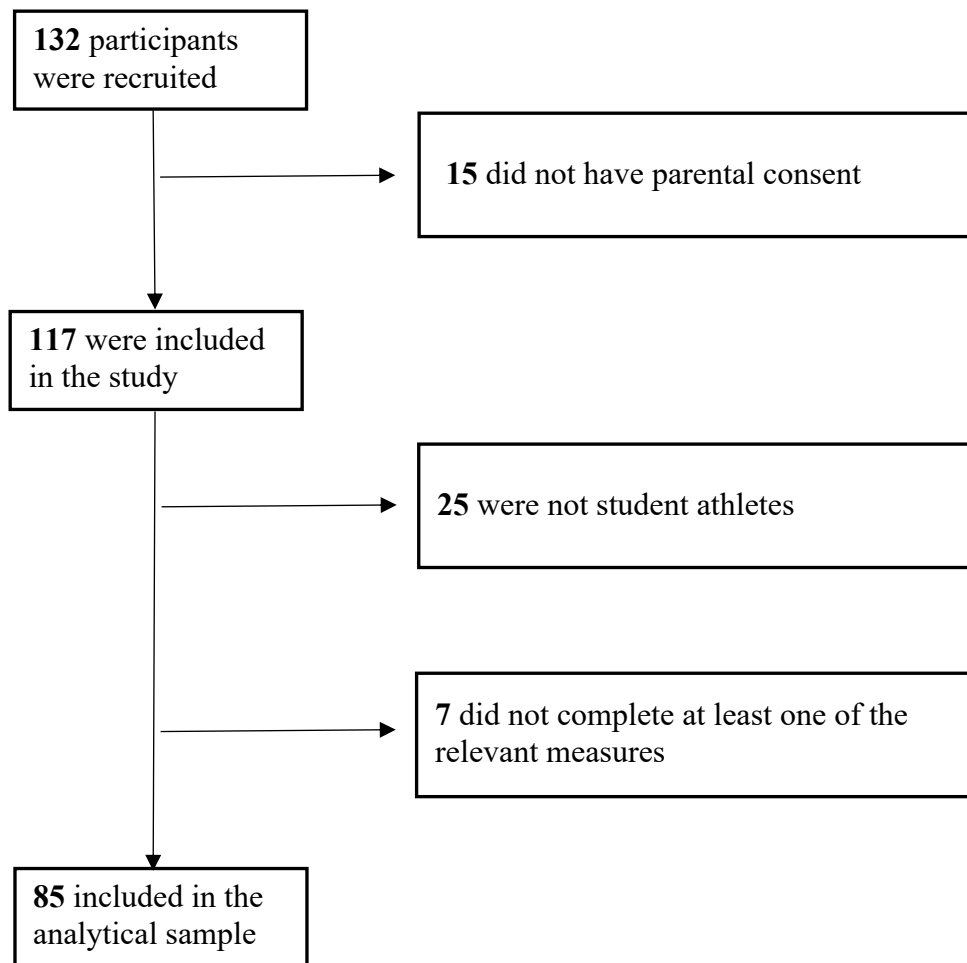 132 participants
were recruited
15 did not have parental consent
117 were included
in the study
25 were not student athletes
7 did not complete at least one of the
relevant measures
85 included in the
analytical sample